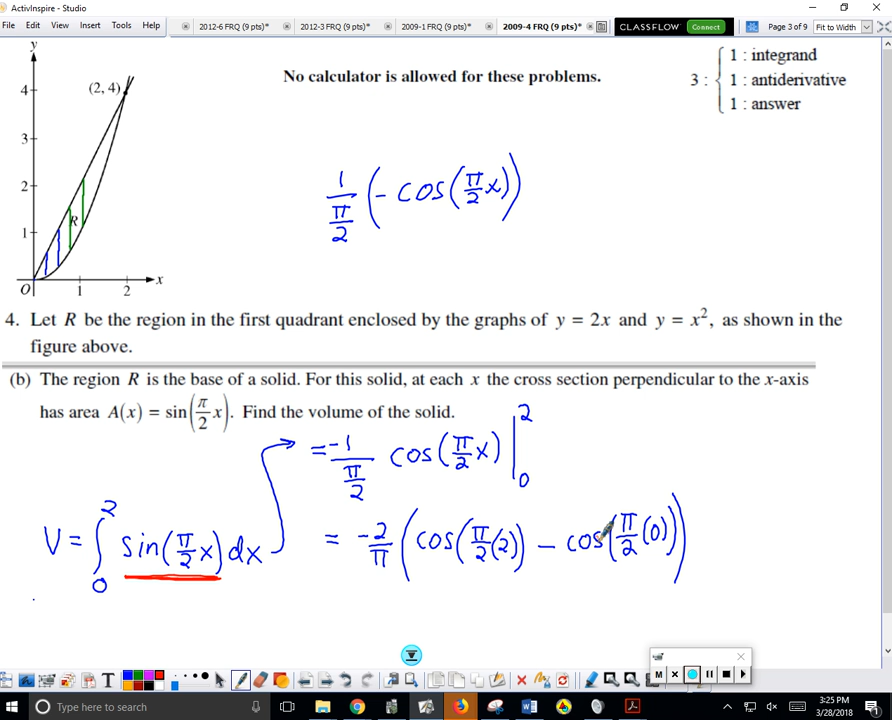 ActivInspire - Studio
File Edit View Insert Tools Help
2012-6 FRQ (9 pts)* 2012-3 FRQ (9 pts)* 2009-1 FRQ (9 pts)* 2009-4 FRQ (9 pts)* CLASSFLOW Connect Page 3 of 9 Fit to Width
y
4 (2, 4)
3
2
R
1
O 1 2 x
No calculator is allowed for these problems.
3 : { 1 : integrand
1 : antiderivative
1 : answer
1/(π/2) (- cos(π/2 x))
4. Let R be the region in the first quadrant enclosed by the graphs of y = 2x and y = x², as shown in the
figure above.
(b) The region R is the base of a solid. For this solid, at each x the cross section perpendicular to the x-axis
has area A(x) = sin(π/2 x). Find the volume of the solid.
= -1/(π/2) cos(π/2 x) |₀²
V = ∫₀² sin(π/2 x) dx
= -2/π (cos(π/2 (2)) - cos(π/2 (0)))
M
Type here to search
3:25 PM
3/28/2018